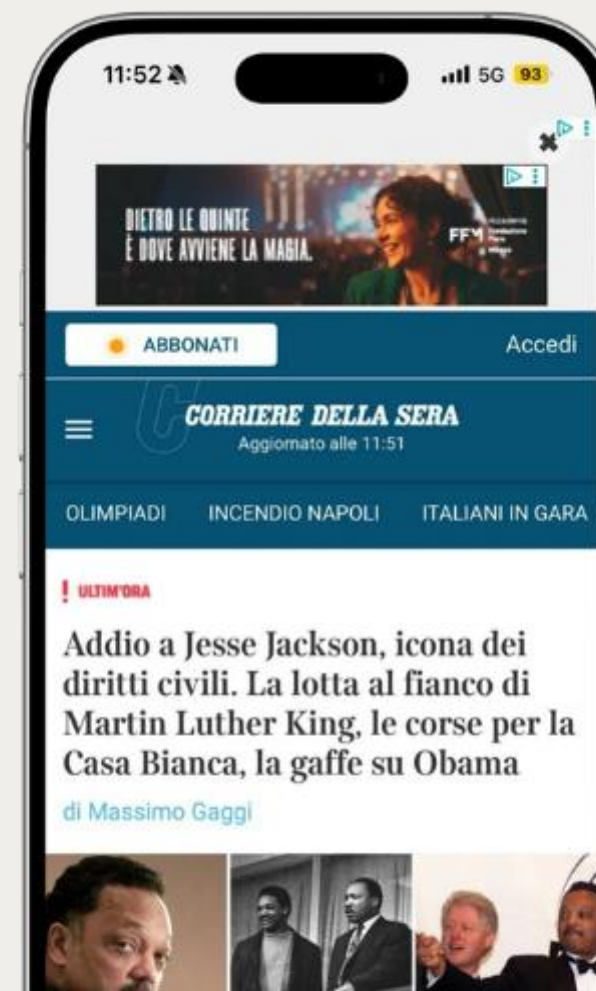 11:52
5G 93
DIETRO LE QUINTE
È DOVE AVVIENE LA MAGIA.
FFM
ABBONATI
Accedi
CORRIERE DELLA SERA
Aggiornato alle 11:51
OLIMPIADI INCENDIO NAPOLI ITALIANI IN GARA
! ULTIM'ORA
Addio a Jesse Jackson, icona dei
diritti civili. La lotta al fianco di
Martin Luther King, le corse per la
Casa Bianca, la gaffe su Obama
di Massimo Gaggi